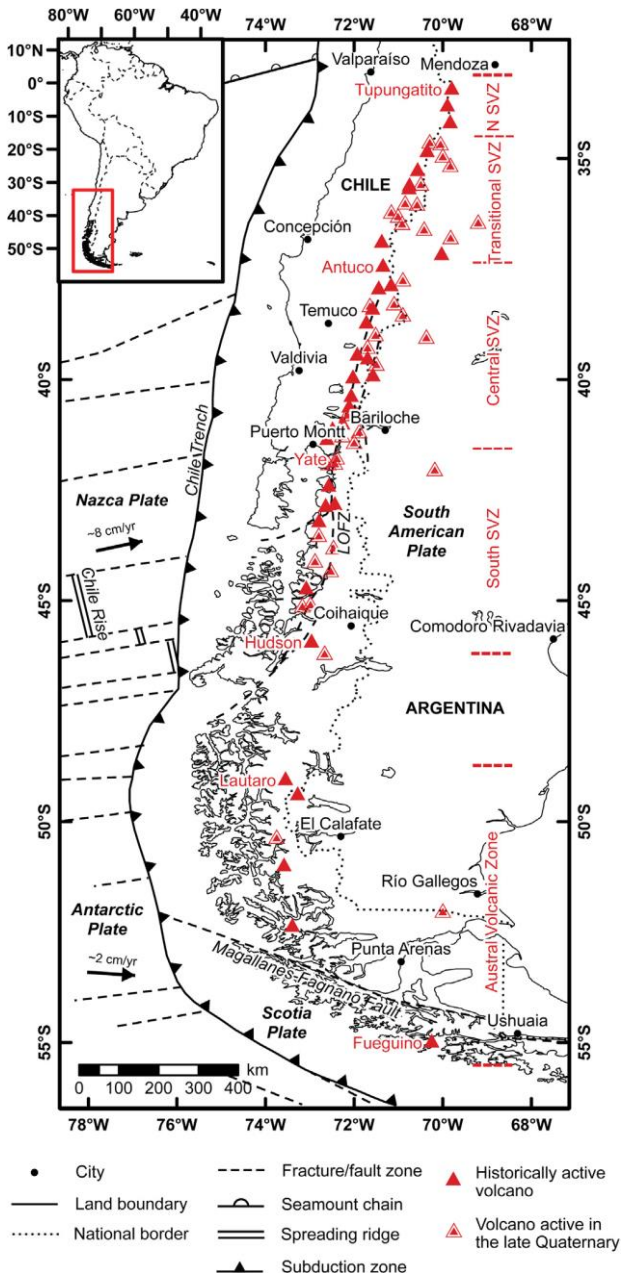 80°W
60°W
40°W
74°W
72°W
70°W
68°W
10°N
0°
10°S
20°S
30°S
40°S
50°S
Valparaíso
Mendoza
Tupungatito
N SVZ
35°S
CHILE
Transitional SVZ
Concepción
Antuco
Temuco
Central SVZ
Valdivia
40°S
Bariloche
Puerto Montt
Chile Trench
Yate
Nazca Plate
South
American
Plate
~8 cm/yr
LOFZ
South SVZ
Chile Rise
45°S
Coihaique
Comodoro Rivadavia
Hudson
ARGENTINA
Lautaro
50°S
El Calafate
Río Gallegos
Austral Volcanic Zone
Antarctic
Plate
Punta Arenas
~2 cm/yr
Magallanes-Fagnano Fault
Scotia
Plate
Ushuaia
Fueguino
55°S
km
0 100 200 300 400
78°W
76°W
74°W
72°W
70°W
68°W
City
Fracture/fault zone
Historically active
volcano
Land boundary
Seamount chain
National border
Spreading ridge
Volcano active in
the late Quaternary
Subduction zone